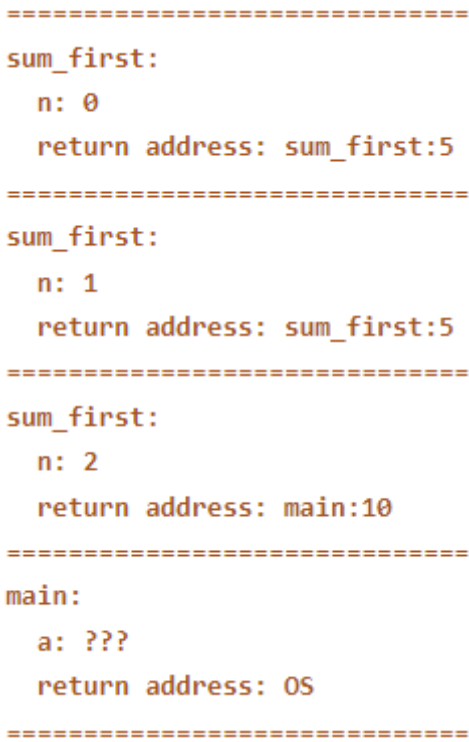 ==============================
sum_first:
  n: 0
  return address: sum_first:5
==============================
sum_first:
  n: 1
  return address: sum_first:5
==============================
sum_first:
  n: 2
  return address: main:10
==============================
main:
  a: ???
  return address: OS
==============================